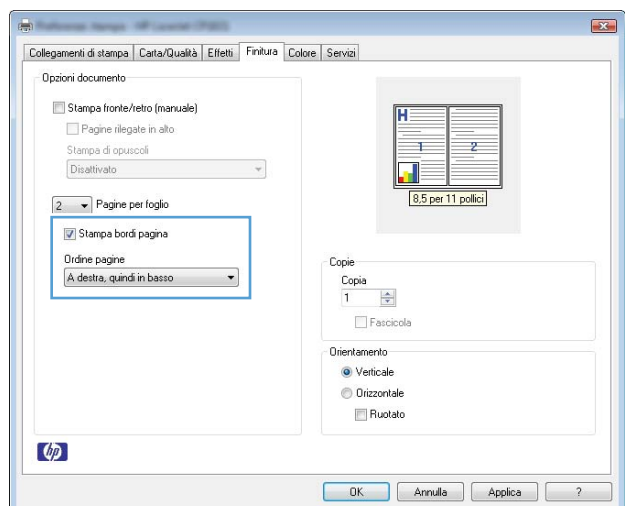 Collegamenti di stampa Carta/Qualità Effetti Finitura Colore Servizi
Opzioni documento
Stampa fronte/retro (manuale)
Pagine rilegate in alto
Stampa di opuscoli
Disattivato
2 Pagine per foglio
Stampa bordi pagina
Ordine pagine
A destra, quindi in basso
H
1 2
8,5 per 11 pollici
Copie
Copia
1
Fascicola
Orientamento
Verticale
Orizzontale
Ruotato
hp
OK Annulla Applica ?